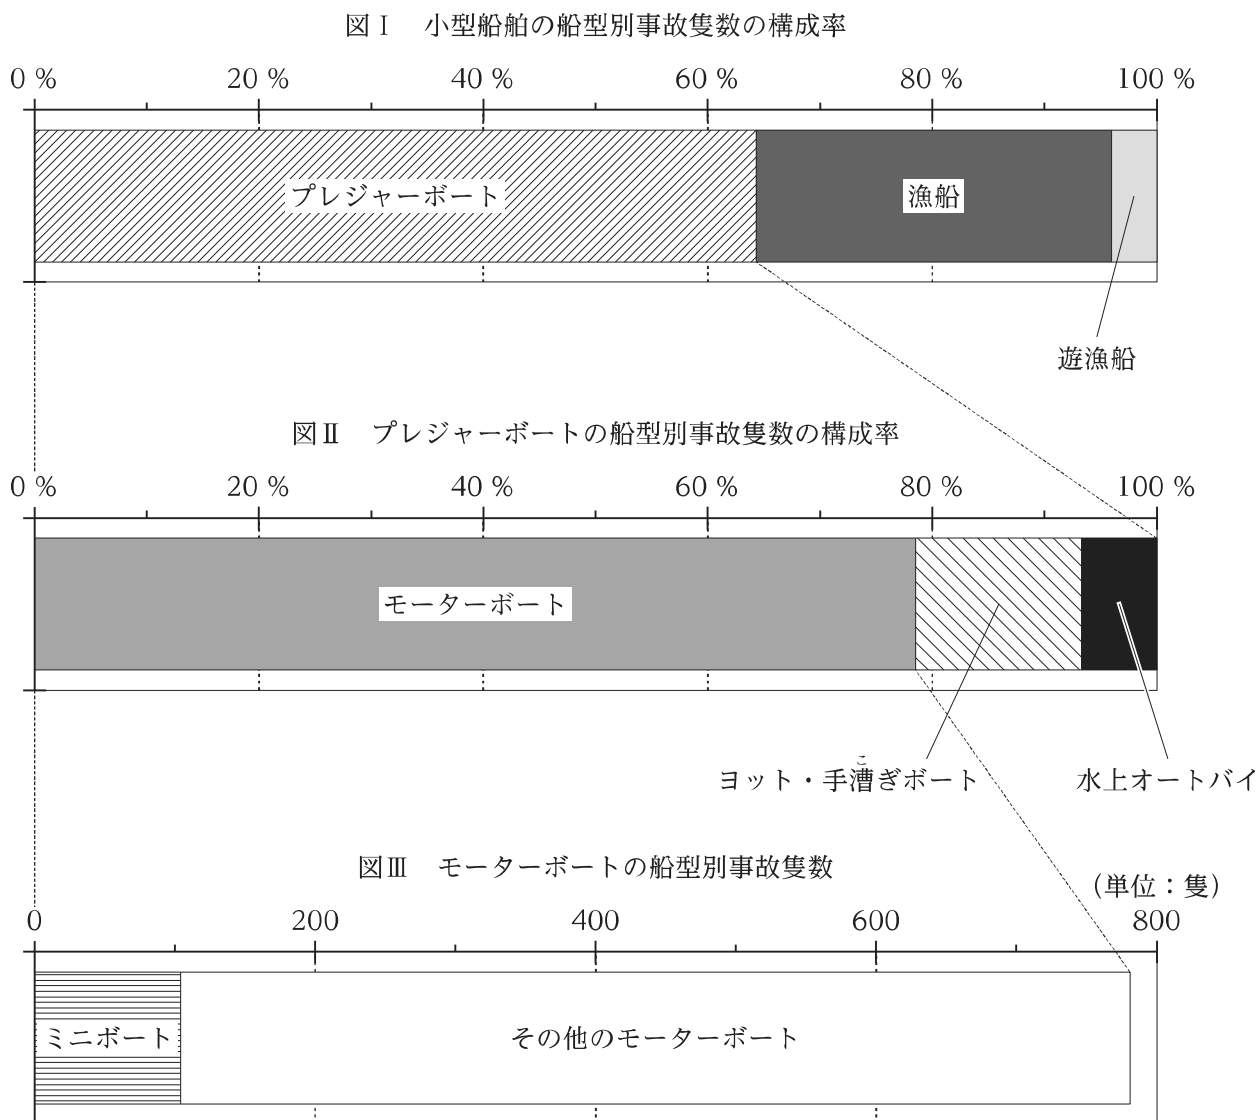 図Ⅰ 小型船舶の船型別事故隻数の構成率
0 % 20 % 40 % 60 % 80 % 100 %
プレジャーボート 漁船
遊漁船
図Ⅱ プレジャーボートの船型別事故隻数の構成率
0 % 20 % 40 % 60 % 80 % 100 %
モーターボート
こ
ヨット・手漕ぎボート 水上オートバイ
図Ⅲ モーターボートの船型別事故隻数
(単位:隻)
0 200 400 600 800
ミニボート その他のモーターボート